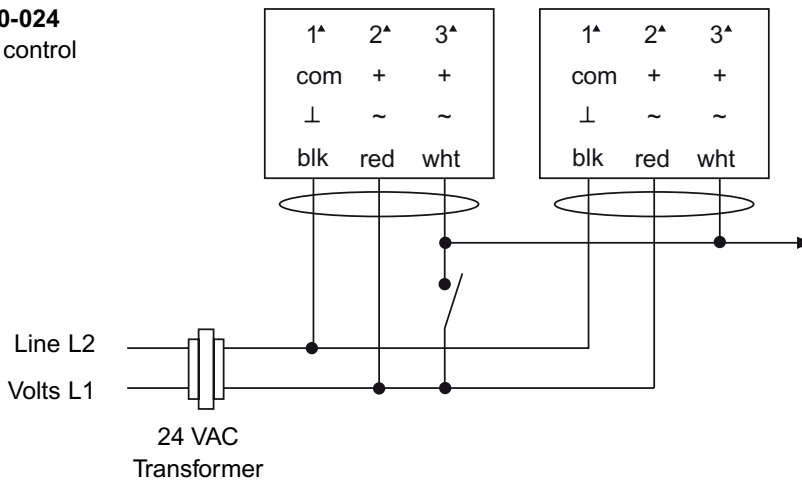 0-024
control
1▲ 2▲ 3▲
com + +
⊥ ~ ~
blk red wht
1▲ 2▲ 3▲
com + +
⊥ ~ ~
blk red wht
Line L2
Volts L1
24 VAC
Transformer